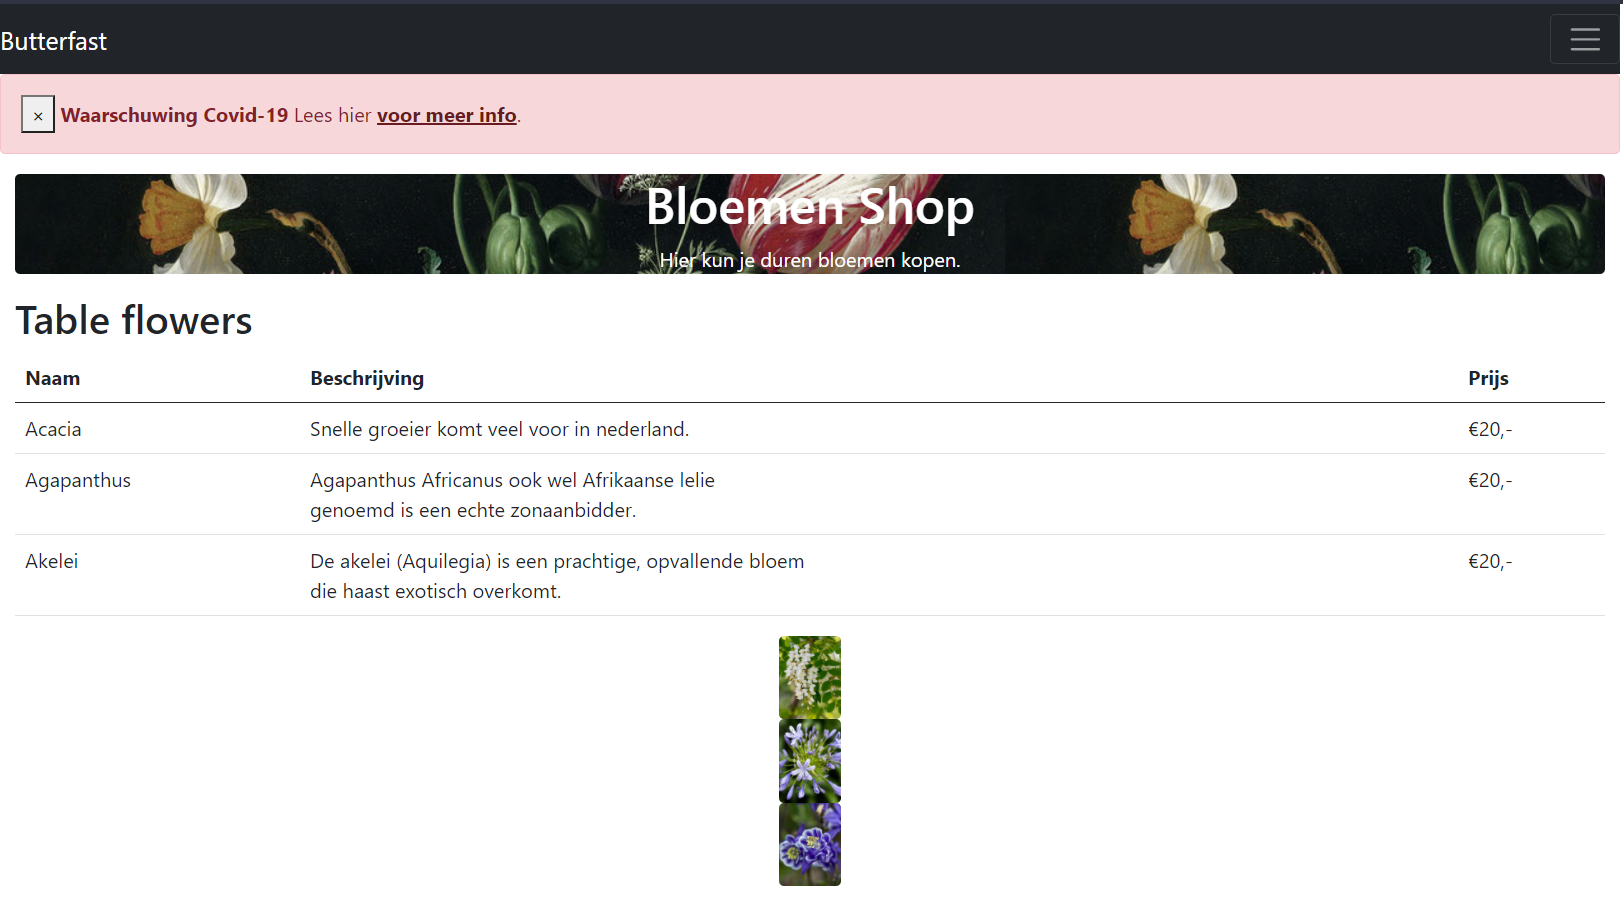 Butterfast
× Waarschuwing Covid-19 Lees hier voor meer info.
Bloemen Shop
Hier kun je duren bloemen kopen.
Table flowers
Naam Beschrijving Prijs
Acacia Snelle groeier komt veel voor in nederland. €20,-
Agapanthus Agapanthus Africanus ook wel Afrikaanse lelie €20,-
genoemd is een echte zonaanbidder.
Akelei De akelei (Aquilegia) is een prachtige, opvallende bloem €20,-
die haast exotisch overkomt.